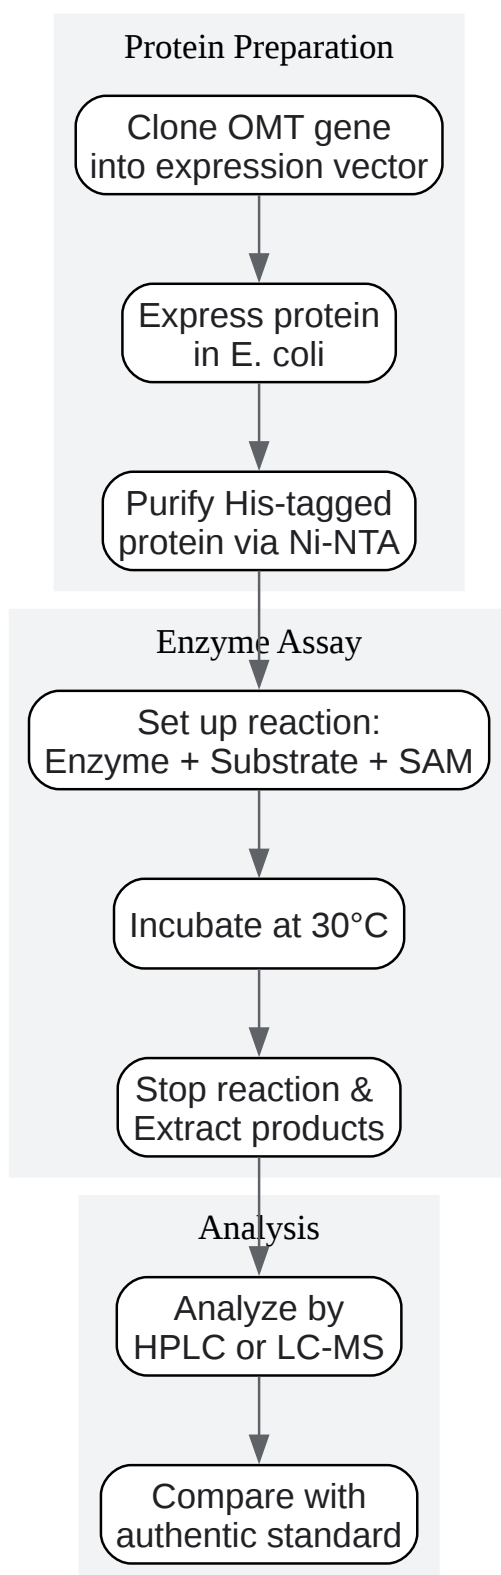 Protein Preparation
Clone OMT gene
into expression vector
Express protein
in E. coli
Purify His-tagged
protein via Ni-NTA
Enzyme Assay
Set up reaction:
Enzyme + Substrate + SAM
Incubate at 30°C
Stop reaction &
Extract products
Analysis
Analyze by
HPLC or LC-MS
Compare with
authentic standard